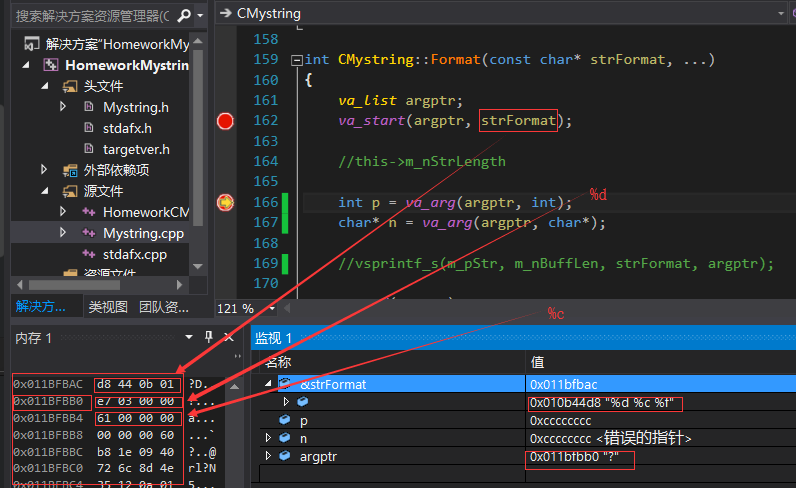 搜索解决方案资源管理器(C
解决方案"HomeworkMy
HomeworkMystrin
头文件
Mystring.h
stdafx.h
targetver.h
外部依赖项
源文件
HomeworkCM
Mystring.cpp
stdafx.cpp
资源文件
解决方... 类视图 团队资...
CMystring
158
159 int CMystring::Format(const char* strFormat, ...)
160 {
161 va_list argptr;
162 va_start(argptr, strFormat);
163
164 //this->m_nStrLength
165
166 int p = va_arg(argptr, int);
167 char* n = va_arg(argptr, char*);
168
169 //vsprintf_s(m_pStr, m_nBuffLen, strFormat, argptr);
170
%d
%c
121 %
内存 1
0x011BFBAC d8 44 0b 01 ?D.
0x011BFBB0 e7 03 00 00 ?...
0x011BFBB4 61 00 00 00 a...
0x011BFBB8 00 00 00 60 ...`
0x011BFBBC b8 1e 09 40 ?..@
0x011BFBC0 72 6c 8d 4e rl?N
0x011BFBC4 35 12 0a 01 5...
监视 1
名称 值
&strFormat 0x011bfbac
0x010b44d8 "%d %c %f"
p 0xcccccccc
n 0xcccccccc <错误的指针>
argptr 0x011bfbb0 "?"